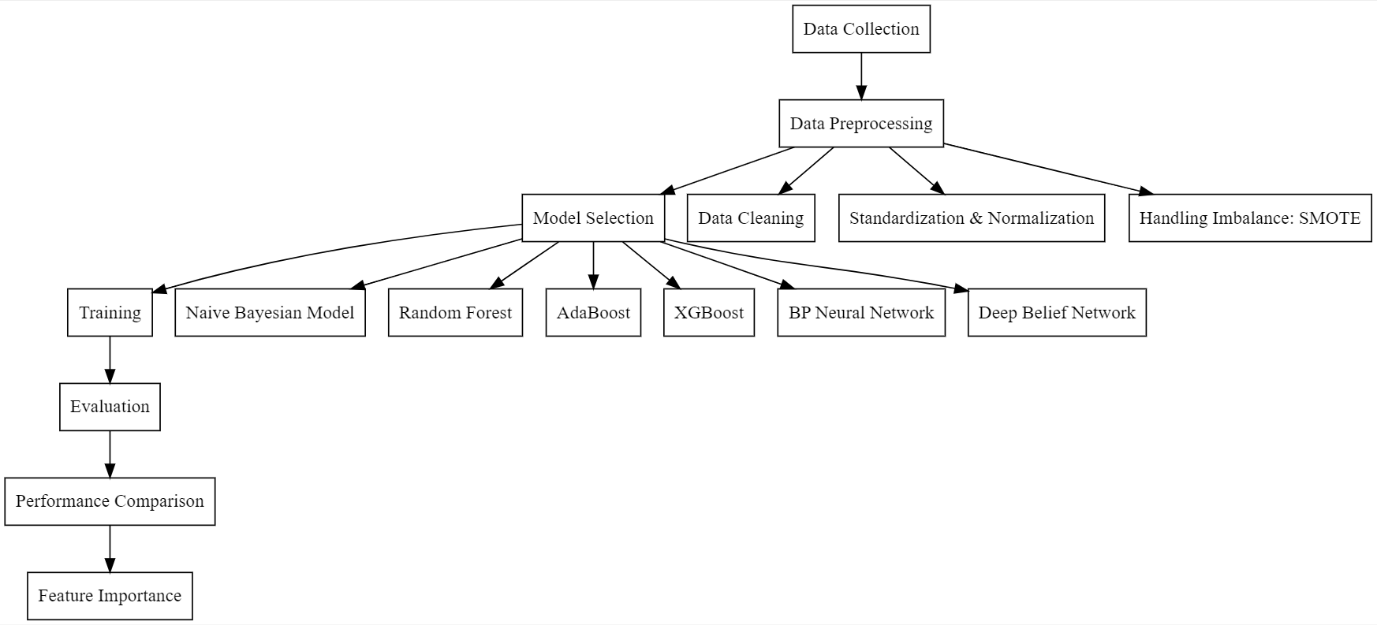 Data Collection
Data Preprocessing
Model Selection
Data Cleaning
Standardization & Normalization
Handling Imbalance: SMOTE
Training
Naive Bayesian Model
Random Forest
AdaBoost
XGBoost
BP Neural Network
Deep Belief Network
Evaluation
Performance Comparison
Feature Importance